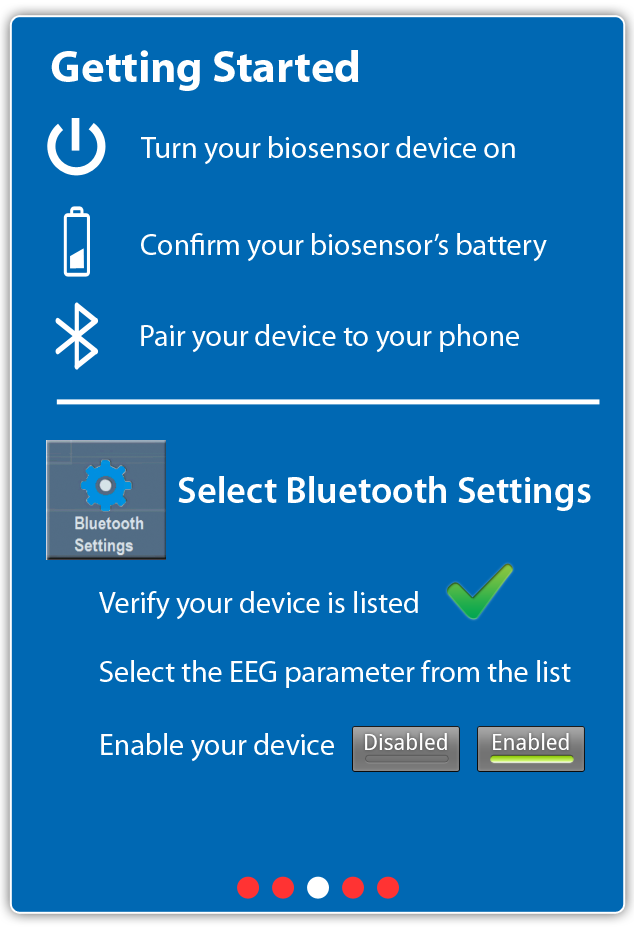 Getting Started
Turn your biosensor device on
Confirm your biosensor's battery
Pair your device to your phone
Bluetooth
Settings
Select Bluetooth Settings
Verify your device is listed
Select the EEG parameter from the list
Enable your device Disabled Enabled